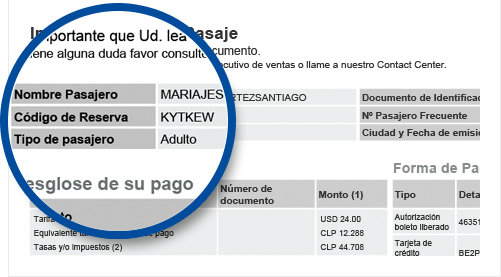 Importante que Ud. lea Pasaje
tiene alguna duda favor consulte documento.
ecutivo de ventas o llame a nuestro Contact Center.
Nombre Pasajero MARIAJES RTEZSANTIAGO Documento de Identifica
Código de Reserva KYTKEW Nº Pasajero Frecuente
Tipo de pasajero Adulto Ciudad y Fecha de emisió
esglose de su pago Forma de Pa
Número de documento Monto (1) Tipo Deta
Tarifa USD 24.00 Autorización boleto liberado 46351
Equivalente pago CLP 12.288
Tasas y/o Impuestos (2) CLP 44.708 Tarjeta de crédito BE2P